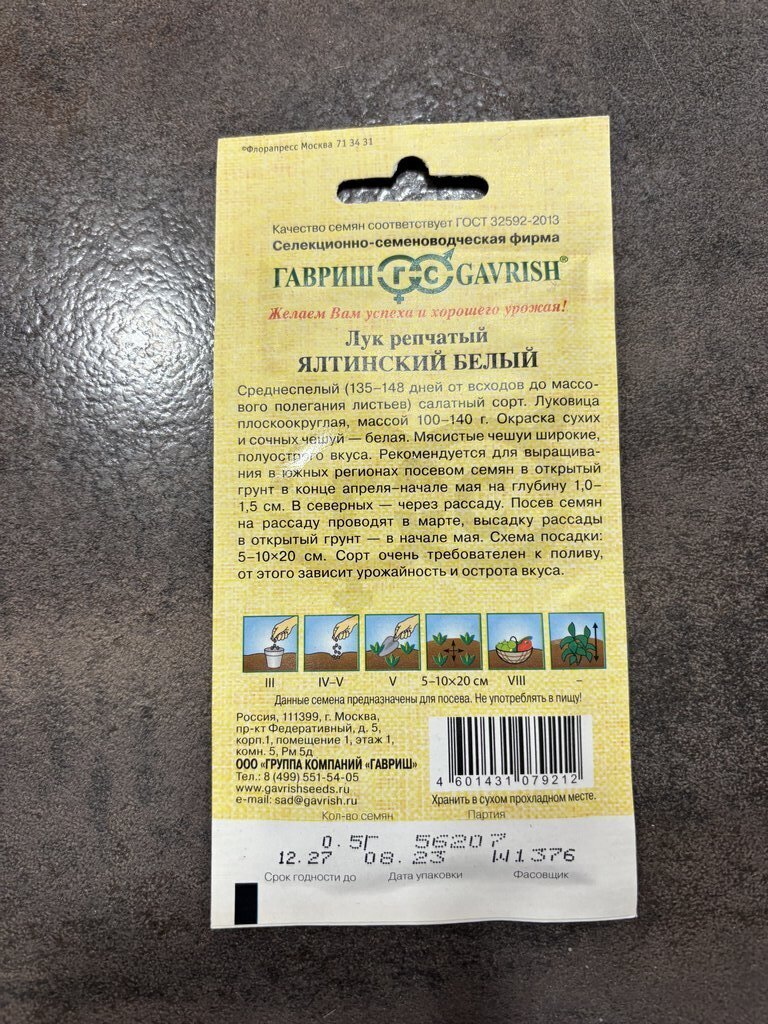 ©Флорапресс Москва 71 34 31
Качество семян соответствует ГОСТ 32592-2013
Селекционно-семеноводческая фирма
ГАВРИШ ГС GAVRISH®
Желаем Вам успеха и хорошего урожая!
Лук репчатый
ЯЛТИНСКИЙ БЕЛЫЙ
Среднеспелый (135–148 дней от всходов до массо-
вого полегания листьев) салатный сорт. Луковица
плоскоокруглая, массой 100–140 г. Окраска сухих
и сочных чешуй — белая. Мясистые чешуи широкие,
полуострого вкуса. Рекомендуется для выращива-
ния в южных регионах посевом семян в открытый
грунт в конце апреля–начале мая на глубину 1,0–
1,5 см. В северных — через рассаду. Посев семян
на рассаду проводят в марте, высадку рассады
в открытый грунт — в начале мая. Схема посадки:
5–10×20 см. Сорт очень требователен к поливу,
от этого зависит урожайность и острота вкуса.
III IV–V V 5–10×20 см VIII –
Данные семена предназначены для посева. Не употреблять в пищу!
Россия, 111399, г. Москва,
пр-кт Федеративный, д. 5,
корп.1, помещение 1, этаж 1,
комн. 5, Рм 5д
ООО "ГРУППА КОМПАНИЙ "ГАВРИШ"
Тел.: 8 (499) 551-54-05
www.gavrishseeds.ru
e-mail: sad@gavrish.ru
4 601431 079212
Хранить в сухом прохладном месте.
Кол-во семян Партия
0.5Г 56207
12.27 08.23 W1376
Срок годности до Дата упаковки Фасовщик